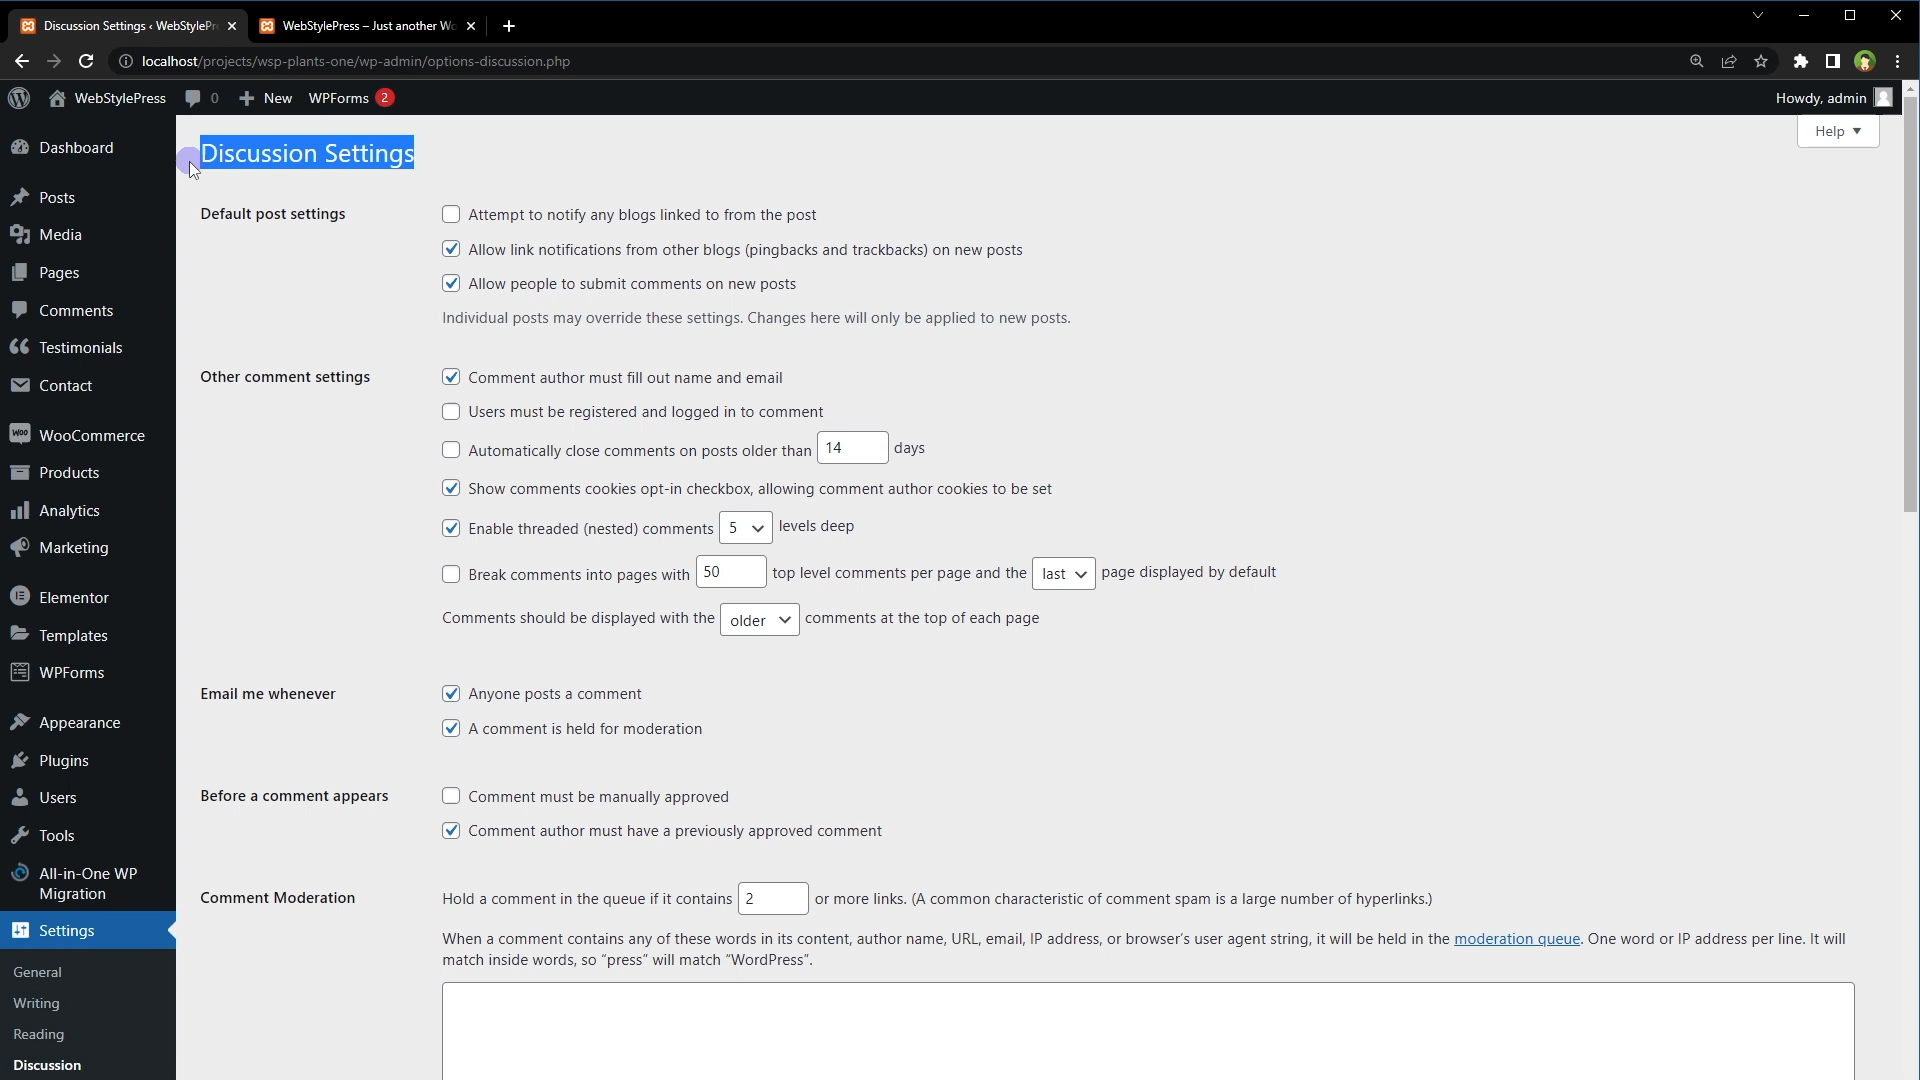 Discussion Settings ‹ WebStylePr
WebStylePress – Just another Wo
localhost/projects/wsp-plants-one/wp-admin/options-discussion.php
WebStylePress 0 New WPForms 2 Howdy, admin
Help
Dashboard
Posts
Media
Pages
Comments
Testimonials
Contact
WooCommerce
Products
Analytics
Marketing
Elementor
Templates
WPForms
Appearance
Plugins
Users
Tools
All-in-One WP
Migration
Settings
General
Writing
Reading
Discussion
Discussion Settings
Default post settings
Attempt to notify any blogs linked to from the post
Allow link notifications from other blogs (pingbacks and trackbacks) on new posts
Allow people to submit comments on new posts
Individual posts may override these settings. Changes here will only be applied to new posts.
Other comment settings
Comment author must fill out name and email
Users must be registered and logged in to comment
Automatically close comments on posts older than 14 days
Show comments cookies opt-in checkbox, allowing comment author cookies to be set
Enable threaded (nested) comments 5 levels deep
Break comments into pages with 50 top level comments per page and the last page displayed by default
Comments should be displayed with the older comments at the top of each page
Email me whenever
Anyone posts a comment
A comment is held for moderation
Before a comment appears
Comment must be manually approved
Comment author must have a previously approved comment
Comment Moderation
Hold a comment in the queue if it contains 2 or more links. (A common characteristic of comment spam is a large number of hyperlinks.)
When a comment contains any of these words in its content, author name, URL, email, IP address, or browser's user agent string, it will be held in the moderation queue. One word or IP address per line. It will
match inside words, so "press" will match "WordPress".